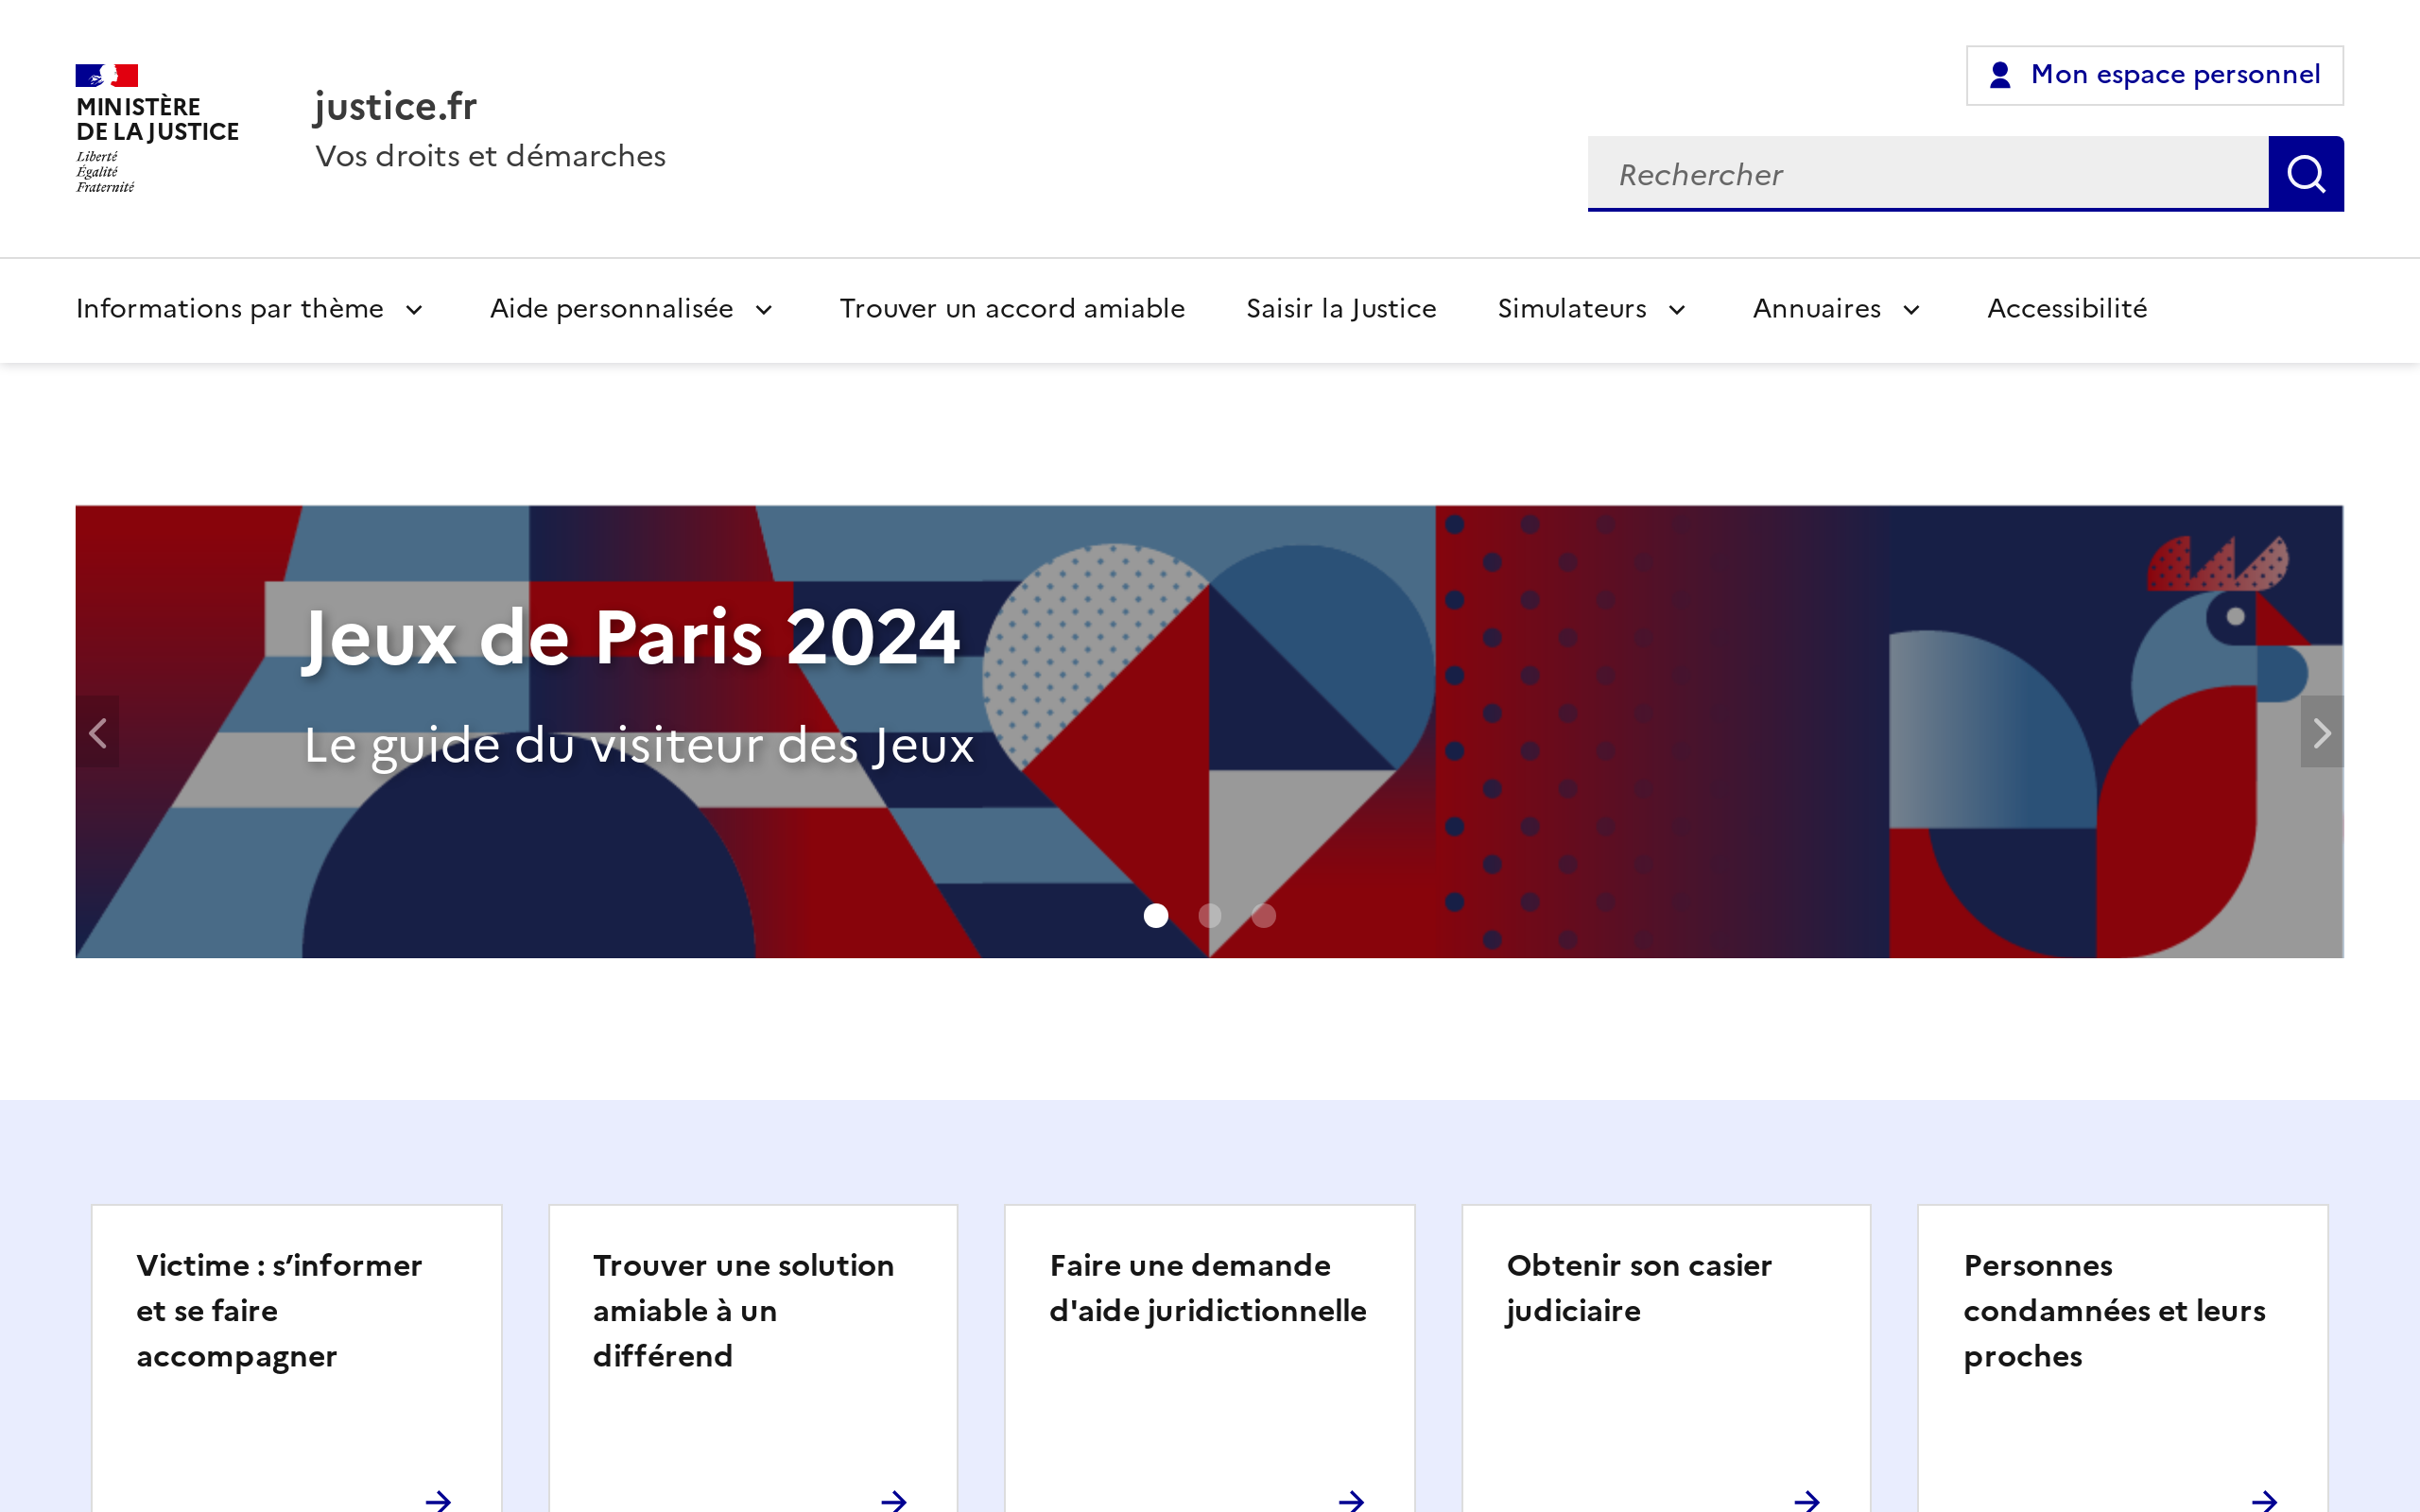 MINISTÈRE
DE LA JUSTICE
Liberté
Égalité
Fraternité
justice.fr
Vos droits et démarches
Mon espace personnel
Rechercher
Informations par thème
Aide personnalisée
Trouver un accord amiable
Saisir la Justice
Simulateurs
Annuaires
Accessibilité
Jeux de Paris 2024
Le guide du visiteur des Jeux
Victime : s’informer
et se faire
accompagner
Trouver une solution
amiable à un
différend
Faire une demande
d'aide juridictionnelle
Obtenir son casier
judiciaire
Personnes
condamnées et leurs
proches